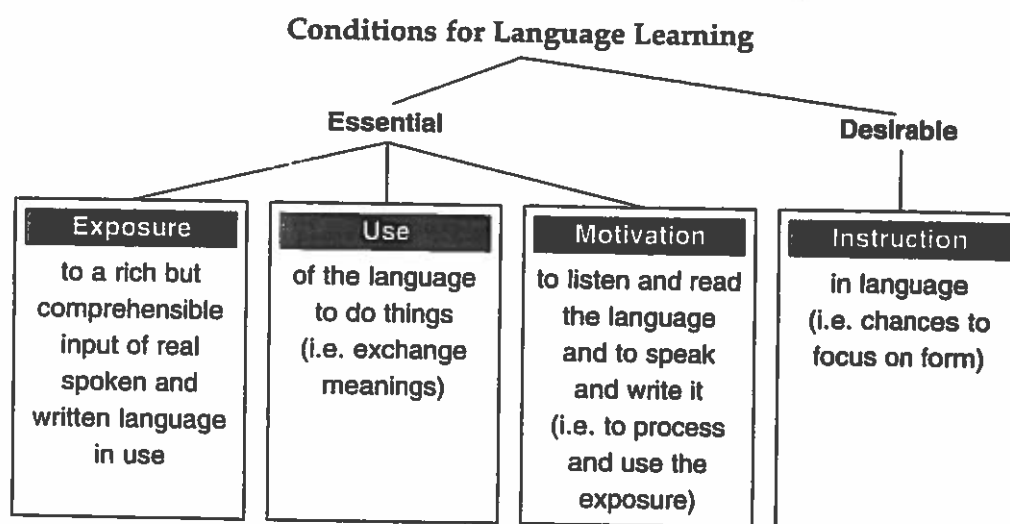 Conditions for Language Learning
Essential
Desirable
Exposure
to a rich but
comprehensible
input of real
spoken and
written language
in use
Use
of the language
to do things
(i.e. exchange
meanings)
Motivation
to listen and read
the language
and to speak
and write it
(i.e. to process
and use the
exposure)
Instruction
in language
(i.e. chances to
focus on form)